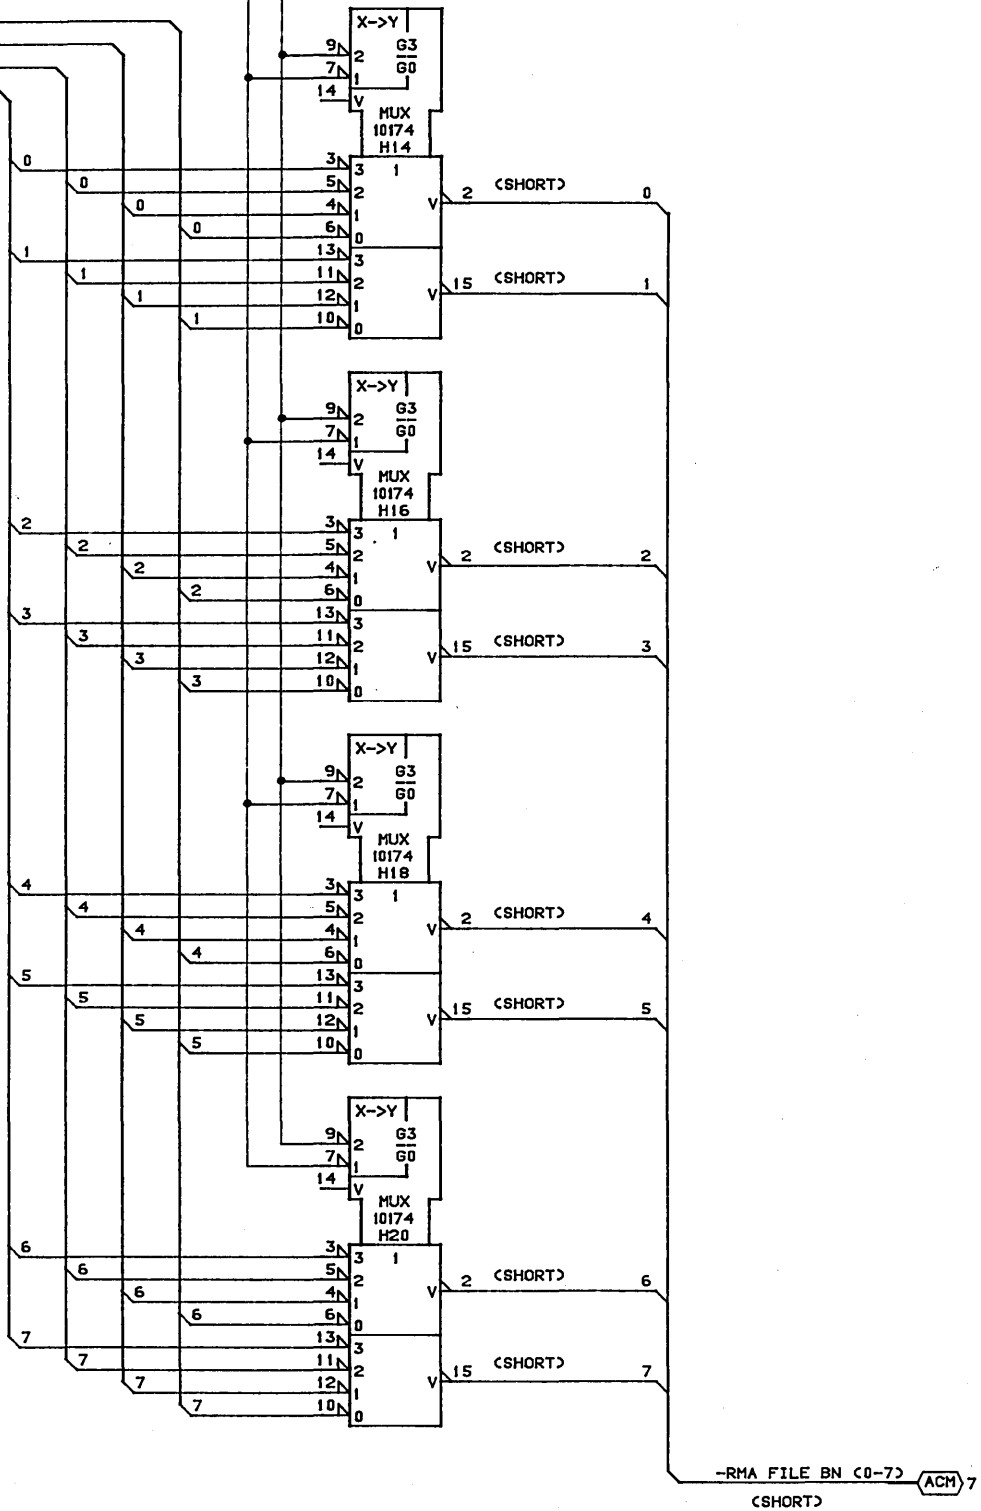 X->Y
9 2 G3
7 1 G0
14 V
MUX
10174
H14
0 3 3 1
0 5 2 V 2 (SHORT) 0
0 4 1
0 6 0
1 13 3
1 11 2 V 15 (SHORT) 1
1 12 1
1 10 0
X->Y
9 2 G3
7 1 G0
14 V
MUX
10174
H16
2 3 3 1
2 5 2 V 2 (SHORT) 2
2 4 1
2 6 0
3 13 3
3 11 2 V 15 (SHORT) 3
3 12 1
3 10 0
X->Y
9 2 G3
7 1 G0
14 V
MUX
10174
H18
4 3 3 1
4 5 2 V 2 (SHORT) 4
4 4 1
4 6 0
5 13 3
5 11 2 V 15 (SHORT) 5
5 12 1
5 10 0
X->Y
9 2 G3
7 1 G0
14 V
MUX
10174
H20
6 3 3 1
6 5 2 V 2 (SHORT) 6
6 4 1
6 6 0
7 13 3
7 11 2 V 15 (SHORT) 7
7 12 1
7 10 0
-RMA FILE BN (0-7) ACM 7
(SHORT)